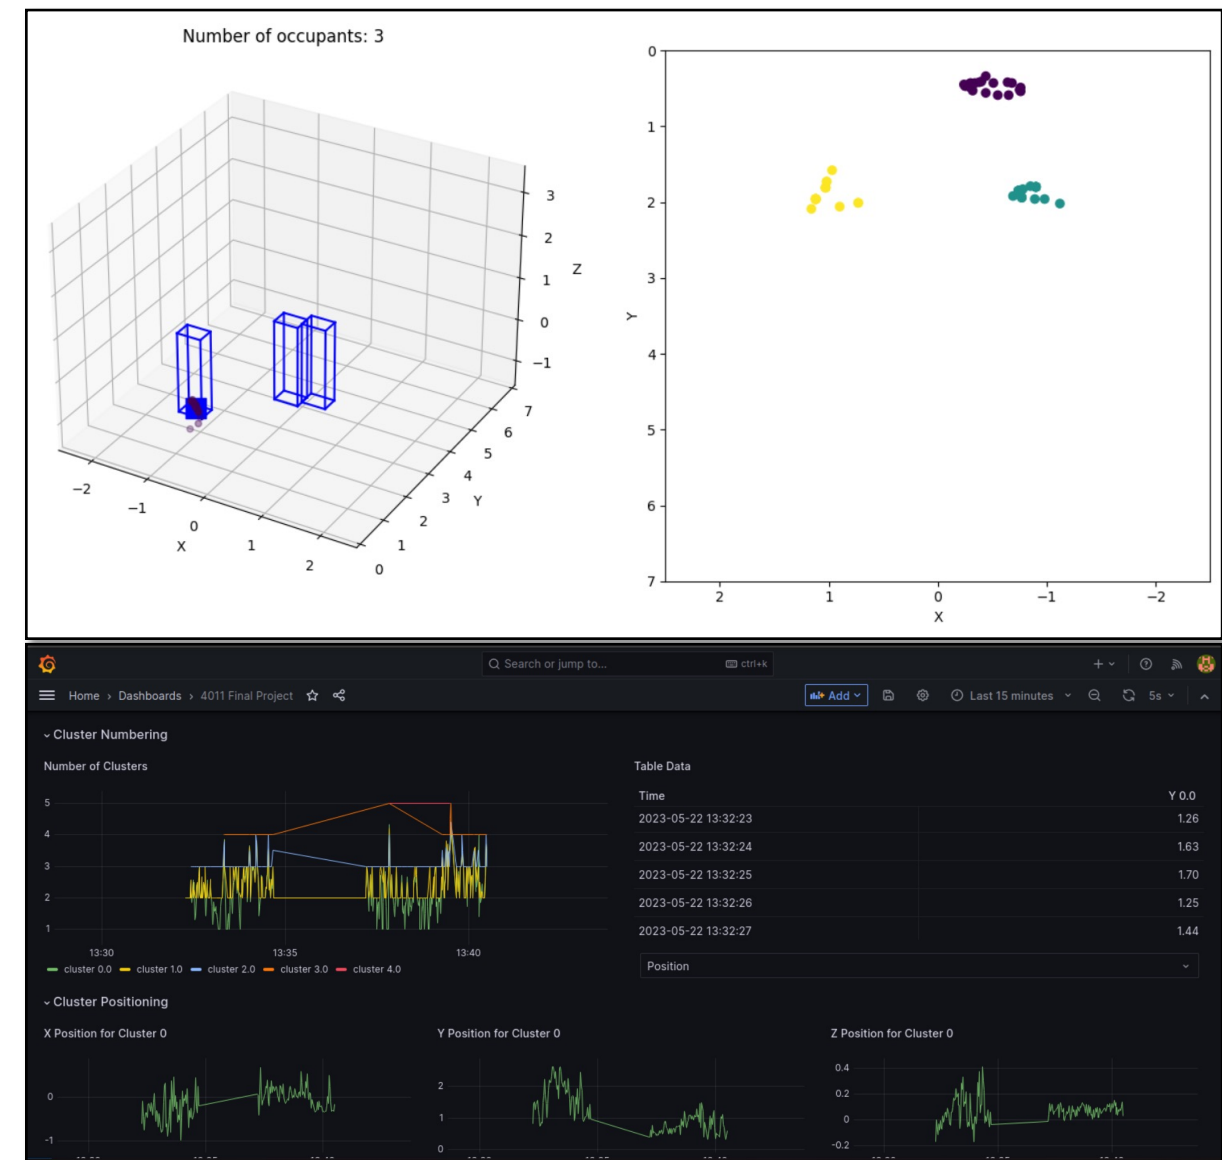 Number of occupants: 3
3
2
1
0
−1
Z
7
6
5
4
3
2
1
0
Y
−2
−1
0
1
2
X
0
1
2
3
4
5
6
7
Y
2
1
0
−1
−2
X
Search or jump to...
ctrl+k
Home › Dashboards › 4011 Final Project
Add
Last 15 minutes
5s
Cluster Numbering
Number of Clusters
5
4
3
2
1
13:30
13:35
13:40
cluster 0.0 cluster 1.0 cluster 2.0 cluster 3.0 cluster 4.0
Table Data
Time Y 0.0
2023-05-22 13:32:23 1.26
2023-05-22 13:32:24 1.63
2023-05-22 13:32:25 1.70
2023-05-22 13:32:26 1.25
2023-05-22 13:32:27 1.44
Position
Cluster Positioning
X Position for Cluster 0
0
-1
Y Position for Cluster 0
2
1
0
Z Position for Cluster 0
0.4
0.2
0
-0.2